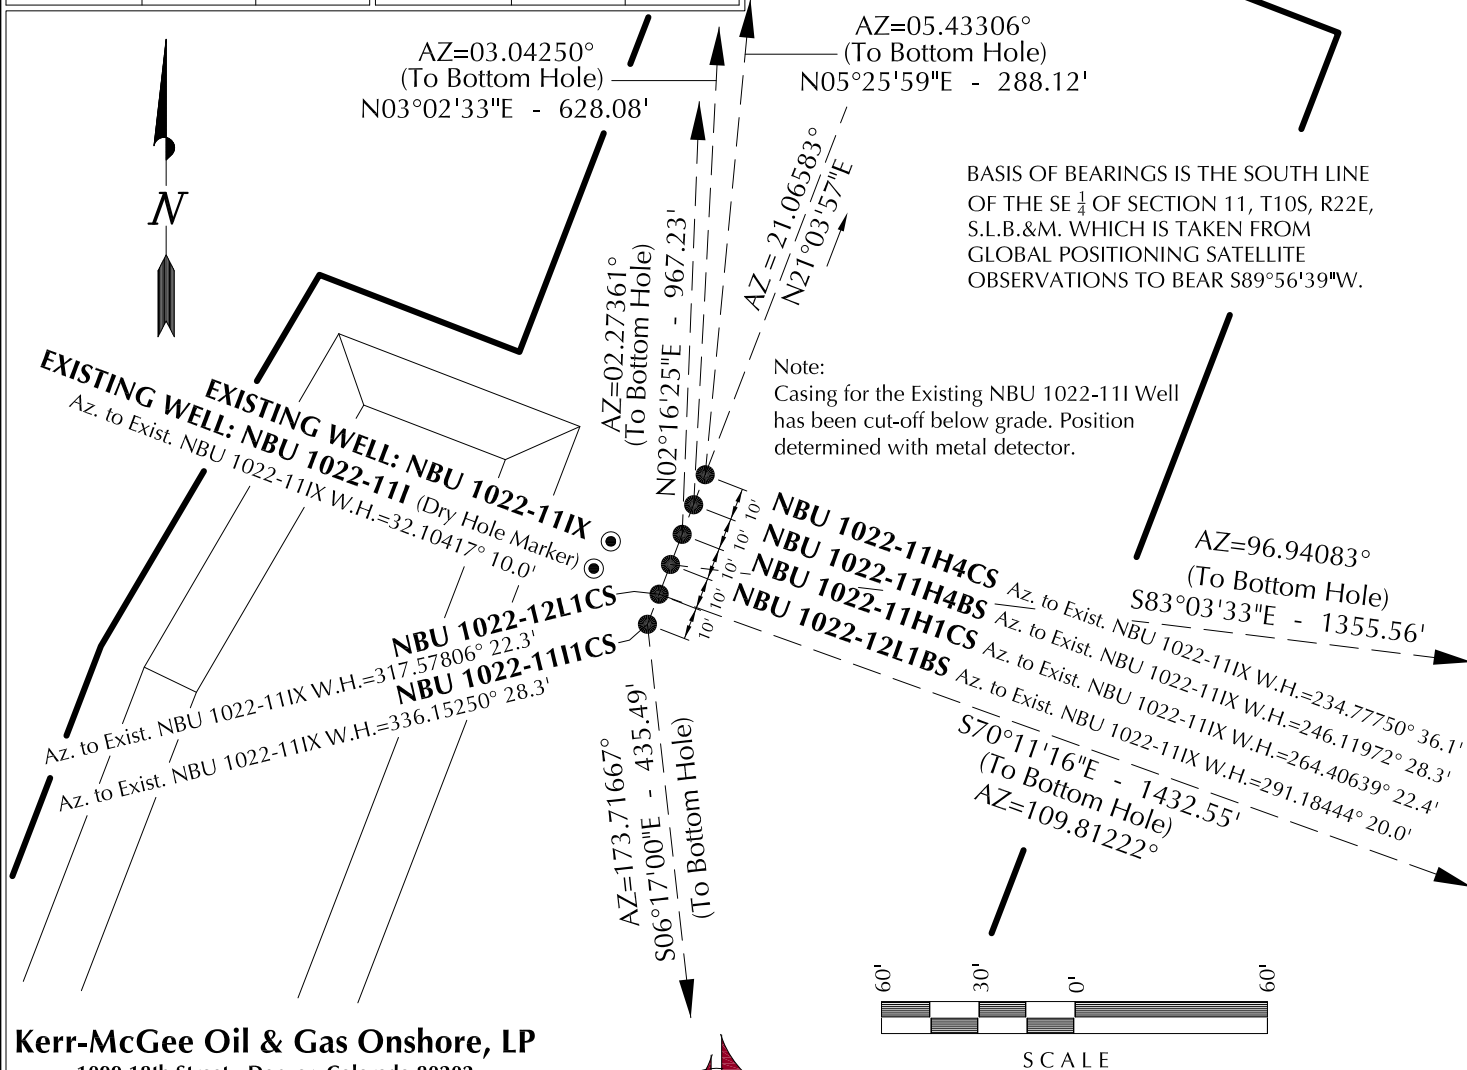 AZ=03.04250°
(To Bottom Hole)
N03°02'33"E - 628.08'
AZ=05.43306°
(To Bottom Hole)
N05°25'59"E - 288.12'
N
AZ = 21.06583°
N21°03'57"E
BASIS OF BEARINGS IS THE SOUTH LINE
OF THE SE 1/4 OF SECTION 11, T10S, R22E,
S.L.B.&M. WHICH IS TAKEN FROM
GLOBAL POSITIONING SATELLITE
OBSERVATIONS TO BEAR S89°56'39"W.
AZ=02.27361°
(To Bottom Hole)
N02°16'25"E - 967.23'
Note:
Casing for the Existing NBU 1022-11I Well
has been cut-off below grade. Position
determined with metal detector.
EXISTING WELL: NBU 1022-11IX
EXISTING WELL: NBU 1022-11I (Dry Hole Marker)
Az. to Exist. NBU 1022-11IX W.H.=32.10417° 10.0'
10'
10'
10'
10'
10'
NBU 1022-11H4CS Az. to Exist. NBU 1022-11IX W.H.=234.77750° 36.1'
NBU 1022-11H4BS Az. to Exist. NBU 1022-11IX W.H.=246.11972° 28.3'
NBU 1022-11H1CS Az. to Exist. NBU 1022-11IX W.H.=264.40639° 22.4'
NBU 1022-12L1BS Az. to Exist. NBU 1022-11IX W.H.=291.18444° 20.0'
AZ=96.94083°
(To Bottom Hole)
S83°03'33"E - 1355.56'
NBU 1022-12L1CS
Az. to Exist. NBU 1022-11IX W.H.=317.57806° 22.3'
NBU 1022-11I1CS
Az. to Exist. NBU 1022-11IX W.H.=336.15250° 28.3'
S70°11'16"E - 1432.55'
(To Bottom Hole)
AZ=109.81222°
AZ=173.71667°
S06°17'00"E - 435.49'
(To Bottom Hole)
60'
30'
0'
60'
SCALE
Kerr-McGee Oil & Gas Onshore, LP